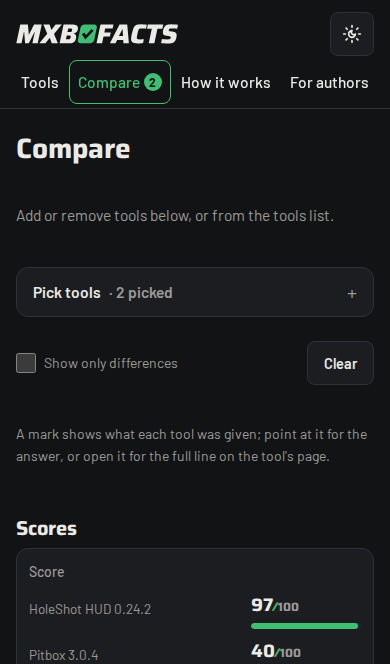 MXB FACTS
Tools
Compare 2
How it works
For authors
Compare
Add or remove tools below, or from the tools list.
Pick tools · 2 picked +
Show only differences
Clear
A mark shows what each tool was given; point at it for the
answer, or open it for the full line on the tool's page.
Scores
Score
HoleShot HUD 0.24.2 97/100
Pitbox 3.0.4 40/100